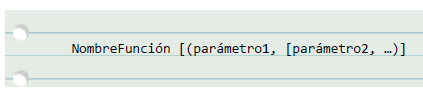 NombreFunción [(parámetro1, [parámetro2, …)]